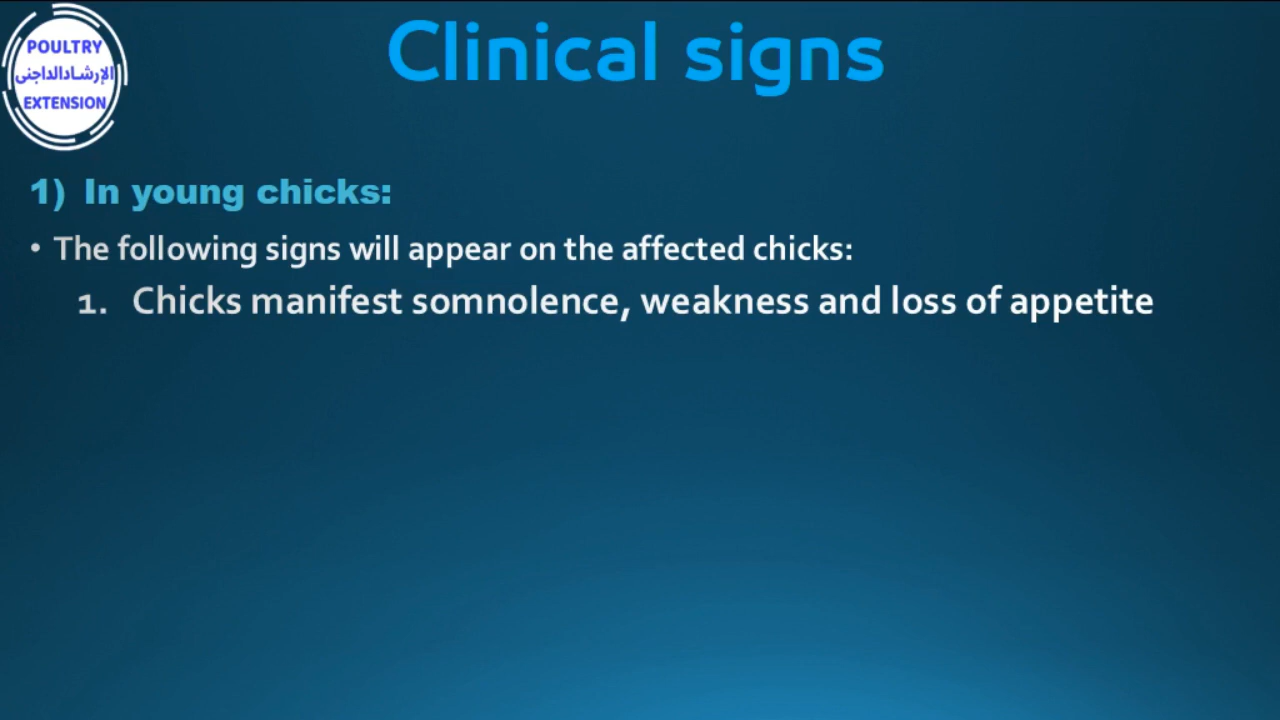 POULTRY
الإرشادالداجنى
EXTENSION
Clinical signs
1) In young chicks:
• The following signs will appear on the affected chicks:
1. Chicks manifest somnolence, weakness and loss of appetite